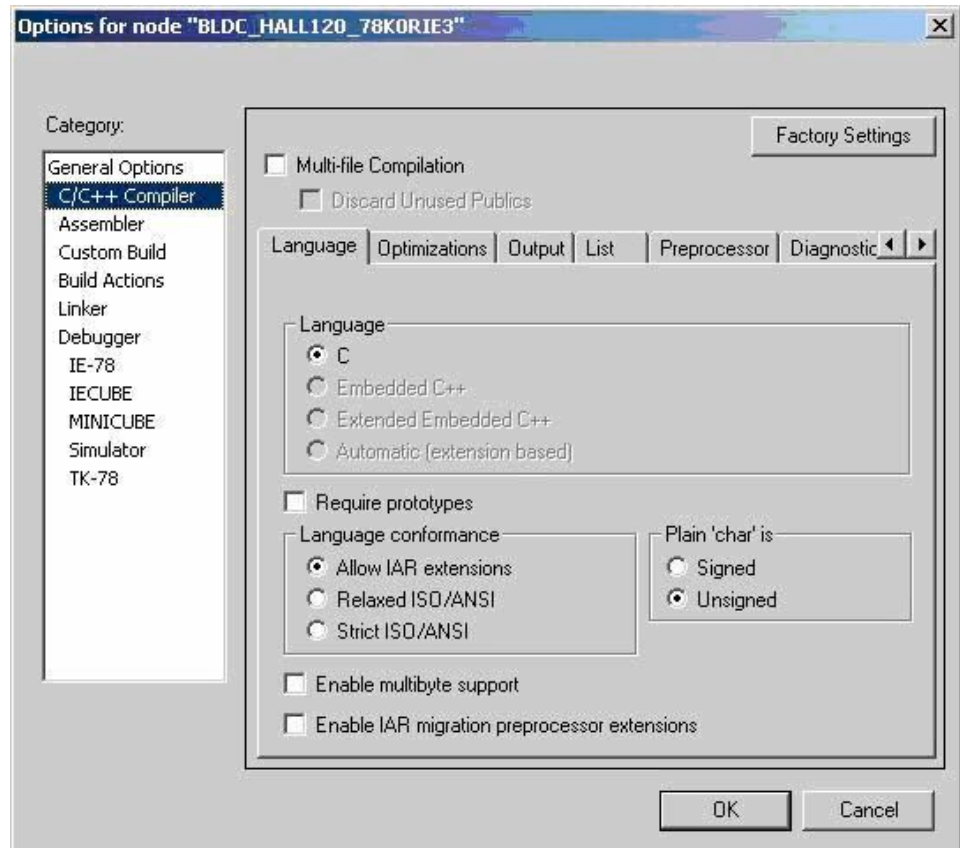 Options for node "BLDC_HALL120_78K0RIE3"
Category:
General Options
C/C++ Compiler
Assembler
Custom Build
Build Actions
Linker
Debugger
IE-78
IECUBE
MINICUBE
Simulator
TK-78
Factory Settings
Multi-file Compilation
Discard Unused Publics
Language Optimizations Output List Preprocessor Diagnostic
Language
C
Embedded C++
Extended Embedded C++
Automatic (extension based)
Require prototypes
Language conformance
Allow IAR extensions
Relaxed ISO/ANSI
Strict ISO/ANSI
Plain 'char' is
Signed
Unsigned
Enable multibyte support
Enable IAR migration preprocessor extensions
OK Cancel